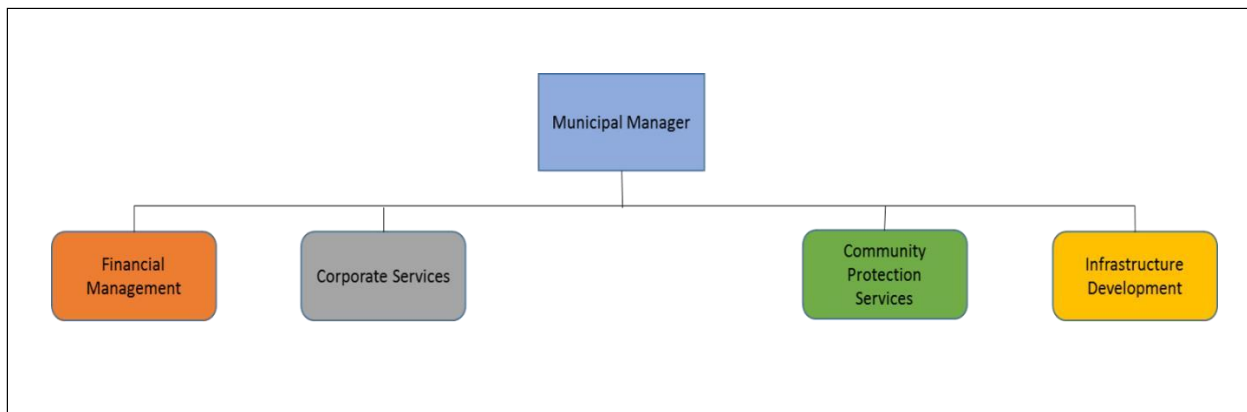 Municipal Manager
Financial
Management
Corporate Services
Community
Protection
Services
Infrastructure
Development